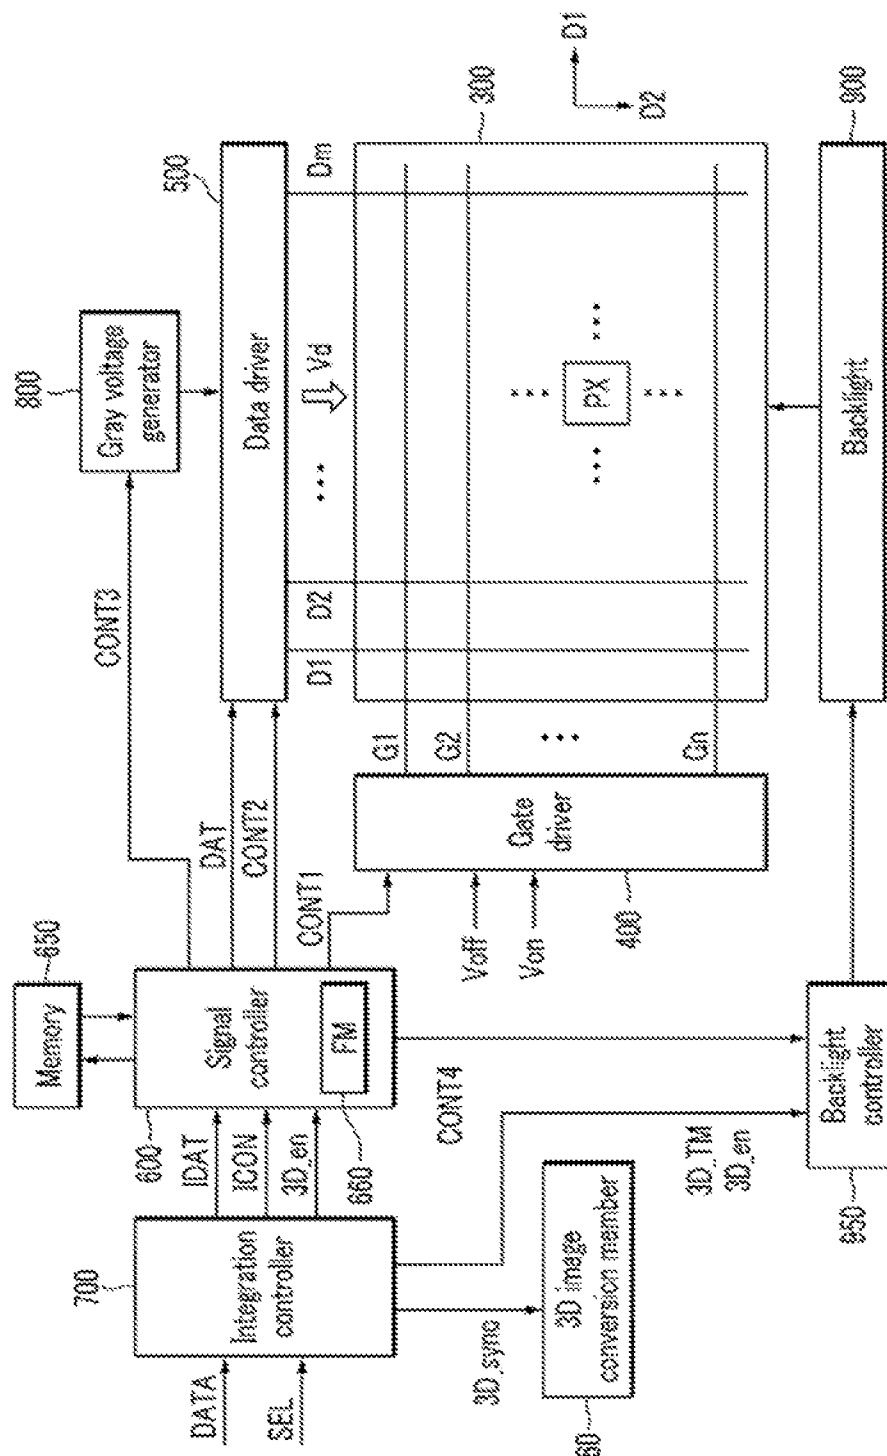 800
Gray voltage
generator
CONT3
500
Data driver
D1
D2
Vd
Dm
300
D1
D2
PX
G1
G2
Gn
Gate
driver
400
Voff
Von
DAT
CONT2
CONT1
650
Memory
Signal
controller
FM
600
660
IDAT
ICON
3D_en
CONT4
700
Integration
controller
DATA
SEL
3D_sync
3D image
conversion member
60
3D_TM
3D_en
Backlight
controller
950
Backlight
900